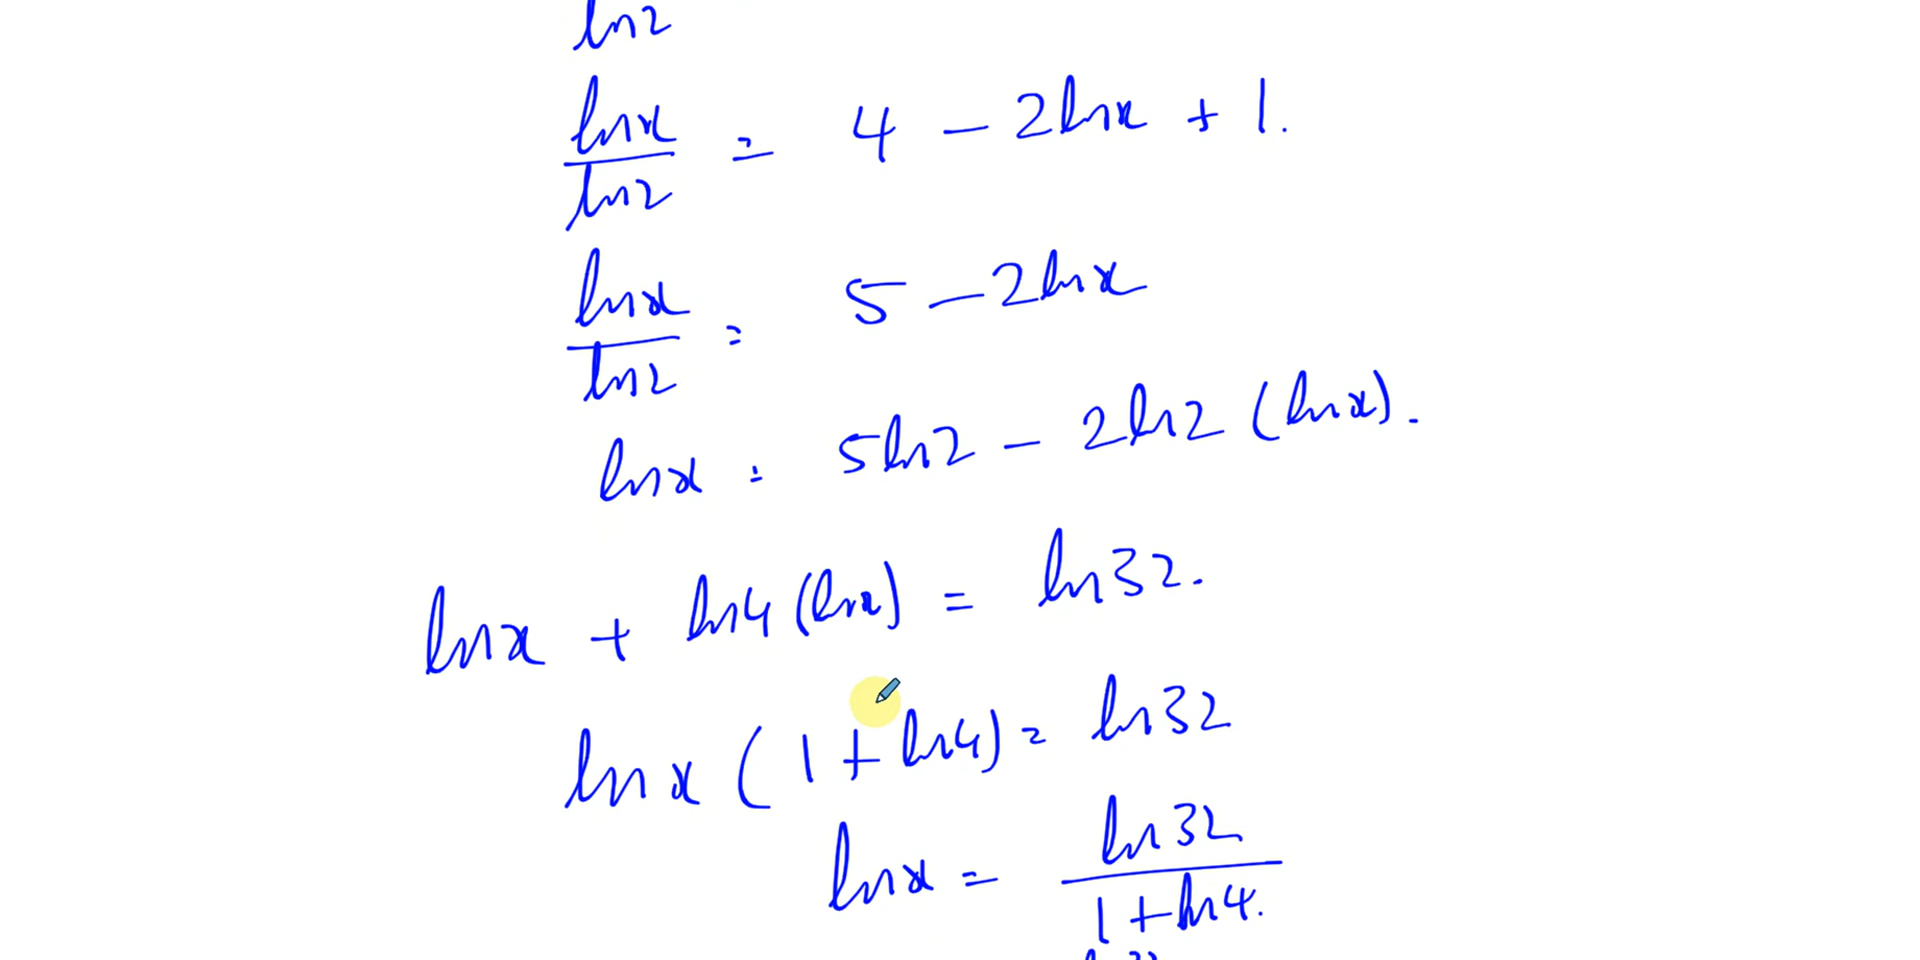 ln2
lnx/ln2 = 4 - 2lnx + 1.
lnx/ln2 = 5 - 2lnx
lnx = 5ln2 - 2ln2 (lnx).
lnx + ln4 (lnx) = ln32.
lnx (1 + ln4) = ln32
lnx = ln32/1 + ln4.